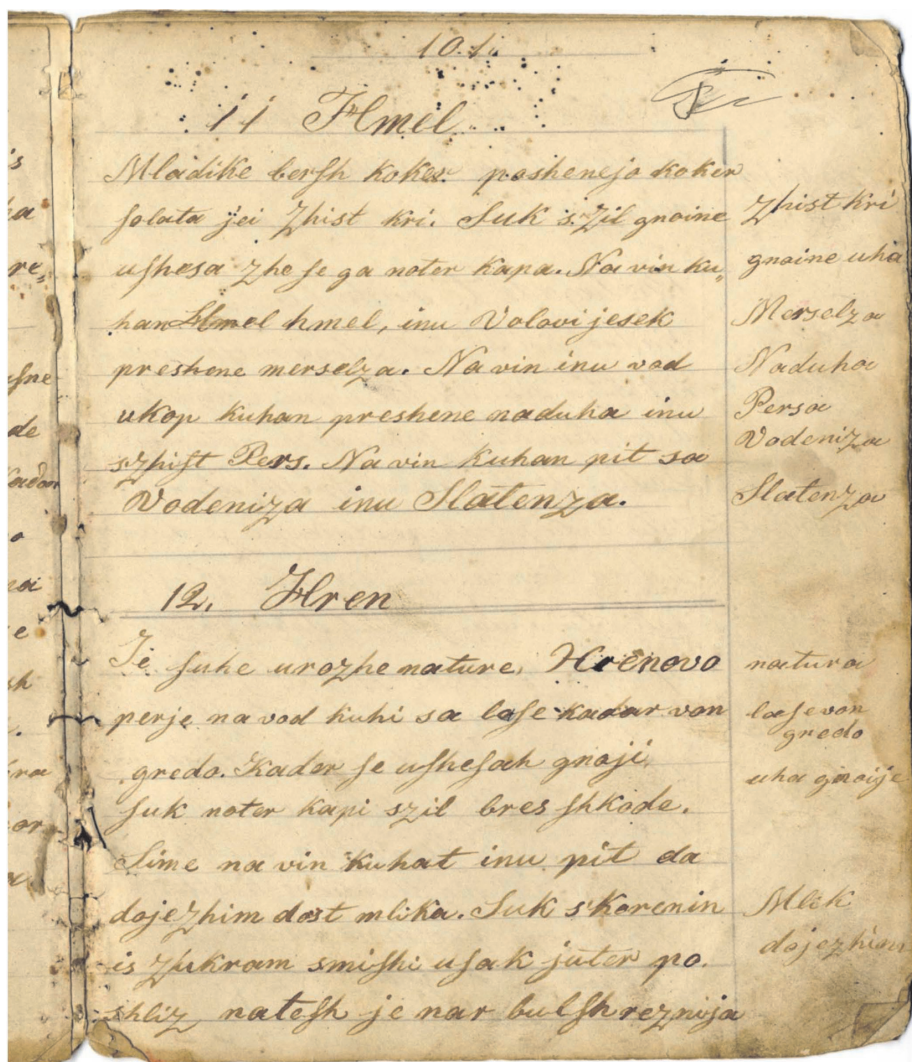 10.1.
11 Hmel
Mladike berſh koker poshenejo koker
ſolata jei Zhist kri. Suk s. Zil gnoine
uſhesa zhe ſe ga noter kapa. Na vin ku„
han hmel, inu Volovi jesek
preshene merselza. Na vin inu vod
ukop kuhan preshene naduha inu
szhiſt Pers. Na vin kuhan pit sa
Vodeniza inu Slatenza.
Zhist kri
gnoine uha
Merselza
Naduha
Persa
Vodeniza
Slatenza
12. Hren
Je ſuhe urozhe nature, Hrenovo
perje na vod kuhi sa laſe kadar von
gredo. Kader ſe uſheſah gnoji
ſuk noter kapi szil bres ſhkode.
Sime na vin kuhat inu pit da
dojezhim dost mlika. Suk s'Korenin
is Zhukram smiſhi uſak juter po.
shliz nateſh je nar bulſh reznija
natura
laſe von
gredo
uha gnoije
Mlek
dojezhim